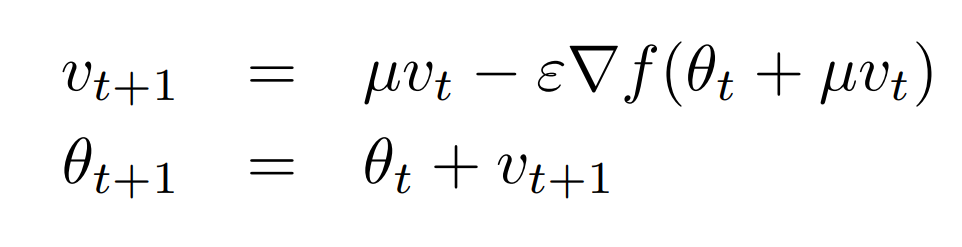 v_{t+1} = μv_t − ε∇f(θ_t + μv_t)
θ_{t+1} = θ_t + v_{t+1}